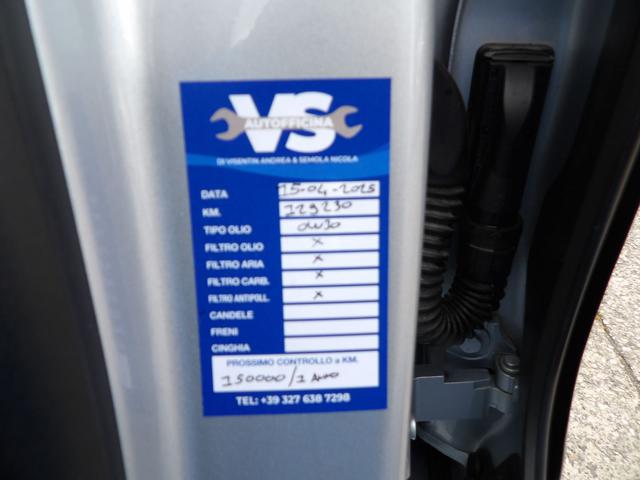 VS
AUTOFFICINA
DI VISENTIN ANDREA & SEMOLA NICOLA
DATA 15-04-2025
KM. 129230
TIPO OLIO 0W30
FILTRO OLIO X
FILTRO ARIA X
FILTRO CARB. X
FILTRO ANTIPOLL. X
CANDELE
FRENI
CINGHIA
PROSSIMO CONTROLLO a KM.
150000/1 ANNO
TEL: +39 327 638 7298